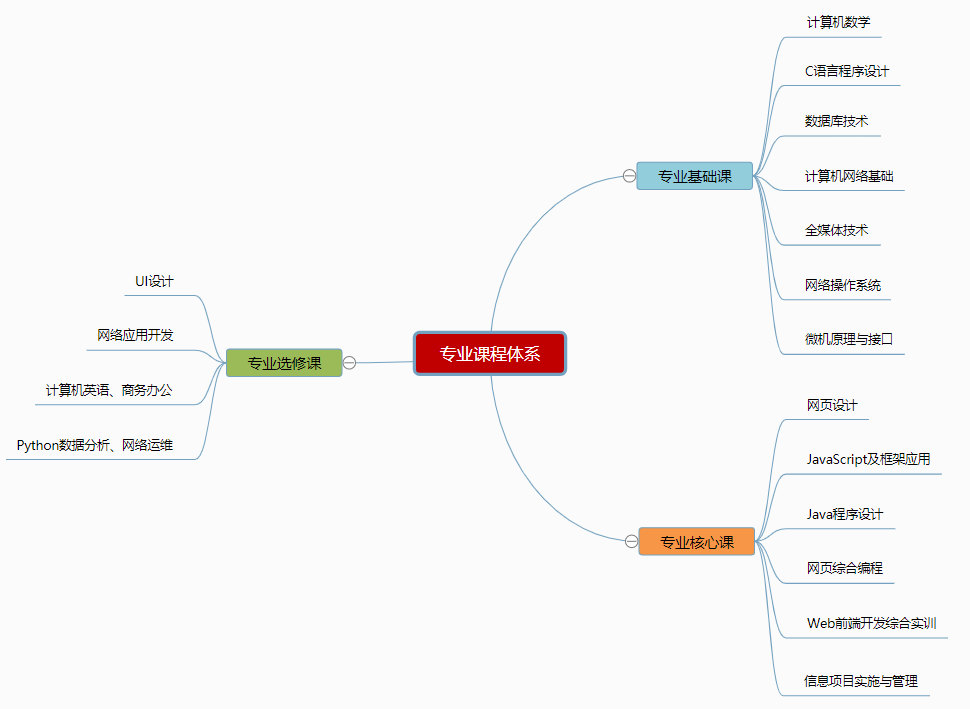 专业课程体系
专业基础课
计算机数学
C语言程序设计
数据库技术
计算机网络基础
全媒体技术
网络操作系统
微机原理与接口
专业核心课
网页设计
JavaScript及框架应用
Java程序设计
网页综合编程
Web前端开发综合实训
信息项目实施与管理
专业选修课
UI设计
网络应用开发
计算机英语、商务办公
Python数据分析、网络运维